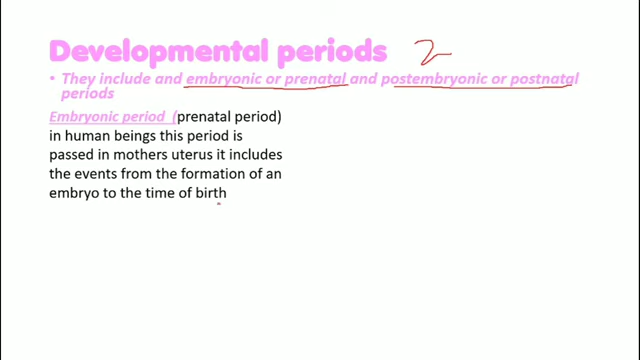 Developmental periods 2
• They include and embryonic or prenatal and postembryonic or postnatal
periods
Embryonic period (prenatal period)
in human beings this period is
passed in mothers uterus it includes
the events from the formation of an
embryo to the time of birth